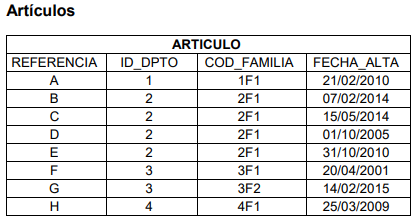 Artículos
ARTICULO
REFERENCIA ID_DPTO COD_FAMILIA FECHA_ALTA
A 1 1F1 21/02/2010
B 2 2F1 07/02/2014
C 2 2F1 15/05/2014
D 2 2F1 01/10/2005
E 2 2F1 31/10/2010
F 3 3F1 20/04/2001
G 3 3F2 14/02/2015
H 4 4F1 25/03/2009